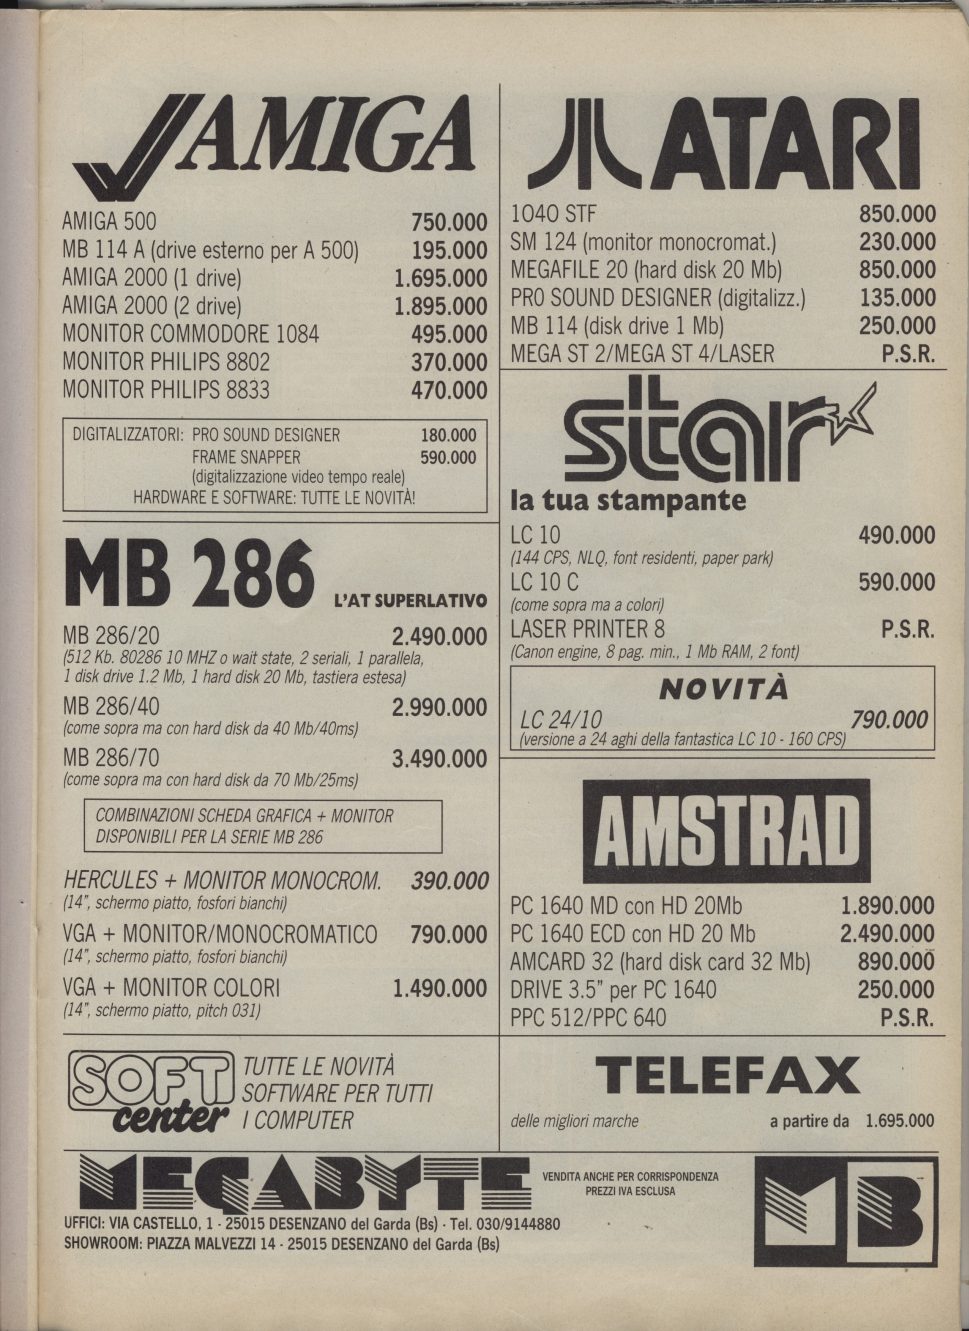 AMIGA
AMIGA 500 750.000
MB 114 A (drive esterno per A 500) 195.000
AMIGA 2000 (1 drive) 1.695.000
AMIGA 2000 (2 drive) 1.895.000
MONITOR COMMODORE 1084 495.000
MONITOR PHILIPS 8802 370.000
MONITOR PHILIPS 8833 470.000
DIGITALIZZATORI: PRO SOUND DESIGNER 180.000
FRAME SNAPPER 590.000
(digitalizzazione video tempo reale)
HARDWARE E SOFTWARE: TUTTE LE NOVITÀ!
MB 286 L'AT SUPERLATIVO
MB 286/20 2.490.000
(512 Kb. 80286 10 MHZ o wait state, 2 seriali, 1 parallela,
1 disk drive 1.2 Mb, 1 hard disk 20 Mb, tastiera estesa)
MB 286/40 2.990.000
(come sopra ma con hard disk da 40 Mb/40ms)
MB 286/70 3.490.000
(come sopra ma con hard disk da 70 Mb/25ms)
COMBINAZIONI SCHEDA GRAFICA + MONITOR
DISPONIBILI PER LA SERIE MB 286
HERCULES + MONITOR MONOCROM. 390.000
(14", schermo piatto, fosfori bianchi)
VGA + MONITOR/MONOCROMATICO 790.000
(14", schermo piatto, fosfori bianchi)
VGA + MONITOR COLORI 1.490.000
(14", schermo piatto, pitch 031)
SOFT
center
TUTTE LE NOVITÀ
SOFTWARE PER TUTTI
I COMPUTER
ATARI
1040 STF 850.000
SM 124 (monitor monocromat.) 230.000
MEGAFILE 20 (hard disk 20 Mb) 850.000
PRO SOUND DESIGNER (digitalizz.) 135.000
MB 114 (disk drive 1 Mb) 250.000
MEGA ST 2/MEGA ST 4/LASER P.S.R.
star
la tua stampante
LC 10 490.000
(144 CPS, NLQ, font residenti, paper park)
LC 10 C 590.000
(come sopra ma a colori)
LASER PRINTER 8 P.S.R.
(Canon engine, 8 pag. min., 1 Mb RAM, 2 font)
NOVITÀ
LC 24/10 790.000
(versione a 24 aghi della fantastica LC 10 - 160 CPS)
AMSTRAD
PC 1640 MD con HD 20Mb 1.890.000
PC 1640 ECD con HD 20 Mb 2.490.000
AMCARD 32 (hard disk card 32 Mb) 890.000
DRIVE 3.5" per PC 1640 250.000
PPC 512/PPC 640 P.S.R.
TELEFAX
delle migliori marche a partire da 1.695.000
MEGABYTE
VENDITA ANCHE PER CORRISPONDENZA
PREZZI IVA ESCLUSA
UFFICI: VIA CASTELLO, 1 - 25015 DESENZANO del Garda (Bs) - Tel. 030/9144880
SHOWROOM: PIAZZA MALVEZZI 14 - 25015 DESENZANO del Garda (Bs)
MB